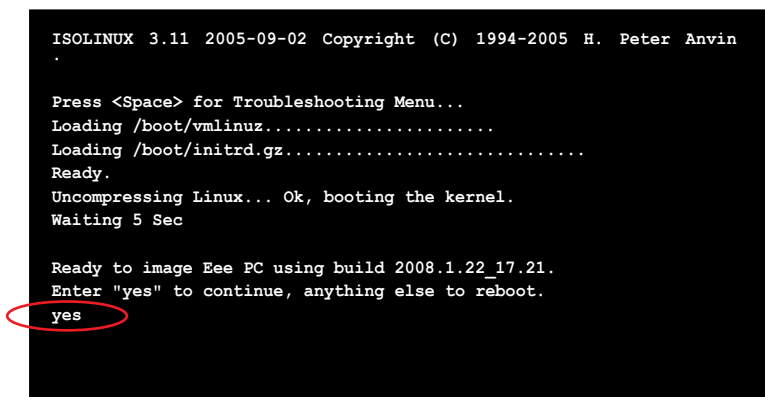 ISOLINUX 3.11 2005-09-02 Copyright (C) 1994-2005 H. Peter Anvin
.
Press <Space> for Troubleshooting Menu...
Loading /boot/vmlinuz.......................
Loading /boot/initrd.gz..............................
Ready.
Uncompressing Linux... Ok, booting the kernel.
Waiting 5 Sec
Ready to image Eee PC using build 2008.1.22_17.21.
Enter "yes" to continue, anything else to reboot.
yes